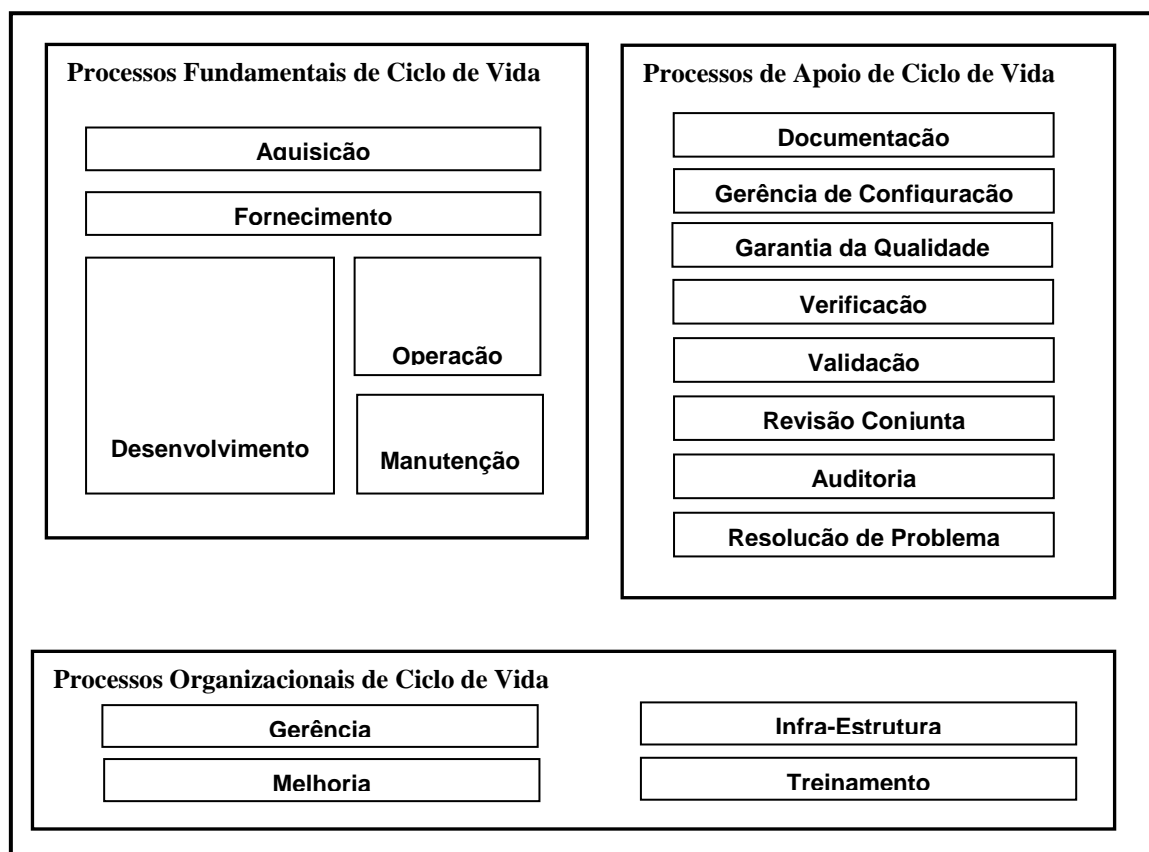 Processos Fundamentais de Ciclo de Vida
Aquisição
Fornecimento
Desenvolvimento
Operação
Manutenção
Processos de Apoio de Ciclo de Vida
Documentação
Gerência de Configuração
Garantia da Qualidade
Verificação
Validação
Revisão Conjunta
Auditoria
Resolução de Problema
Processos Organizacionais de Ciclo de Vida
Gerência
Melhoria
Infra-Estrutura
Treinamento